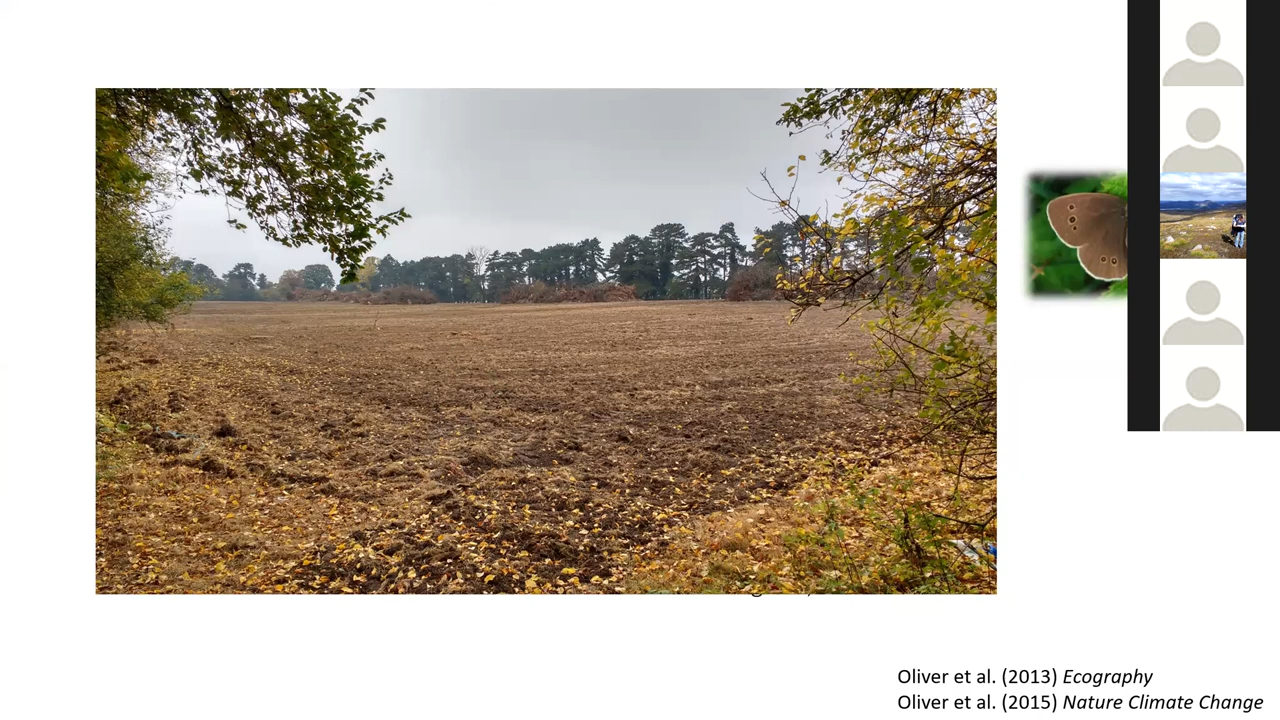 Oliver et al. (2013) Ecography
Oliver et al. (2015) Nature Climate Change